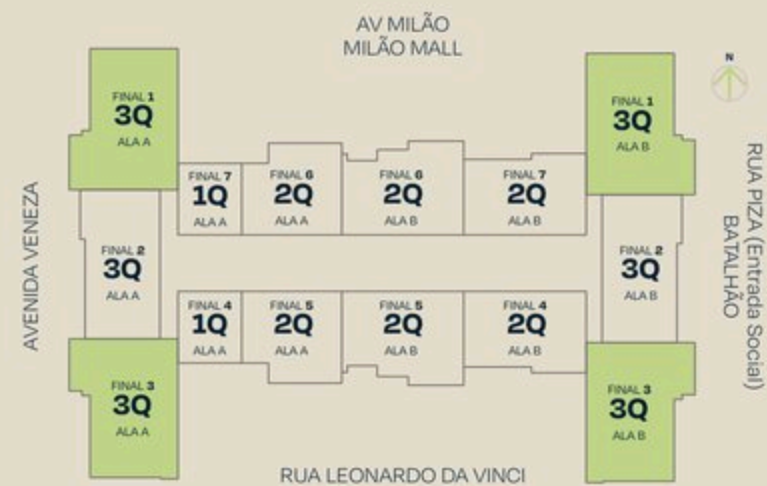 AV MILÃO
MILÃO MALL
N
FINAL 1
3Q
ALA A
FINAL 1
3Q
ALA B
FINAL 7
1Q
ALA A
FINAL 6
2Q
ALA A
FINAL 6
2Q
ALA B
FINAL 7
2Q
ALA B
AVENIDA VENEZA
FINAL 2
3Q
ALA A
FINAL 2
3Q
ALA B
RUA PIZA (Entrada Social)
BATALHÃO
FINAL 4
1Q
ALA A
FINAL 5
2Q
ALA A
FINAL 5
2Q
ALA B
FINAL 4
2Q
ALA B
FINAL 3
3Q
ALA A
FINAL 3
3Q
ALA B
RUA LEONARDO DA VINCI